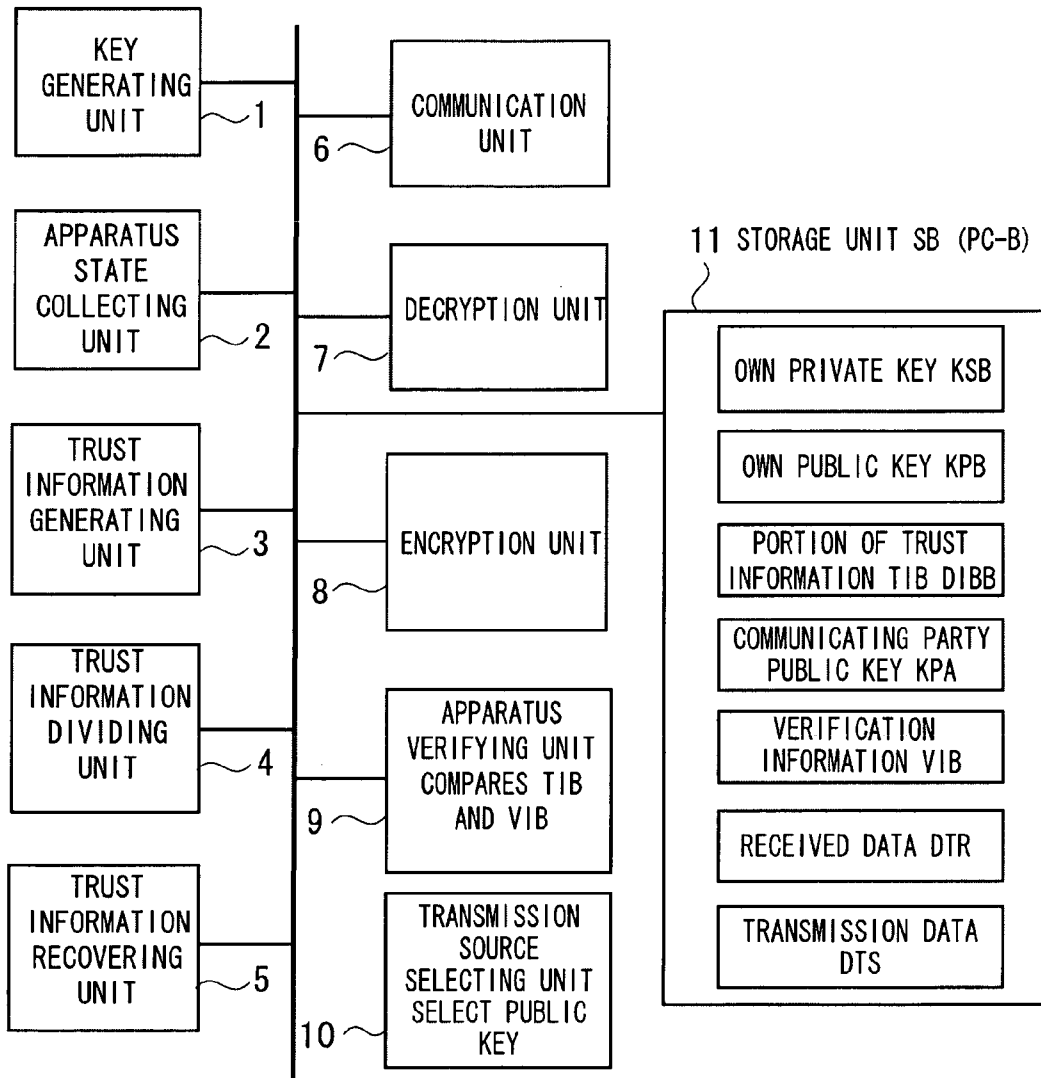 KEY
GENERATING
UNIT
1
APPARATUS
STATE
COLLECTING
UNIT
2
TRUST
INFORMATION
GENERATING
UNIT
3
TRUST
INFORMATION
DIVIDING
UNIT
4
TRUST
INFORMATION
RECOVERING
UNIT
5
COMMUNICATION
UNIT
6
DECRYPTION UNIT
7
ENCRYPTION UNIT
8
APPARATUS
VERIFYING UNIT
COMPARES TIB
AND VIB
9
TRANSMISSION
SOURCE
SELECTING UNIT
SELECT PUBLIC
KEY
10
11 STORAGE UNIT SB (PC-B)
OWN PRIVATE KEY KSB
OWN PUBLIC KEY KPB
PORTION OF TRUST
INFORMATION TIB DIBB
COMMUNICATING PARTY
PUBLIC KEY KPA
VERIFICATION
INFORMATION VIB
RECEIVED DATA DTR
TRANSMISSION DATA
DTS